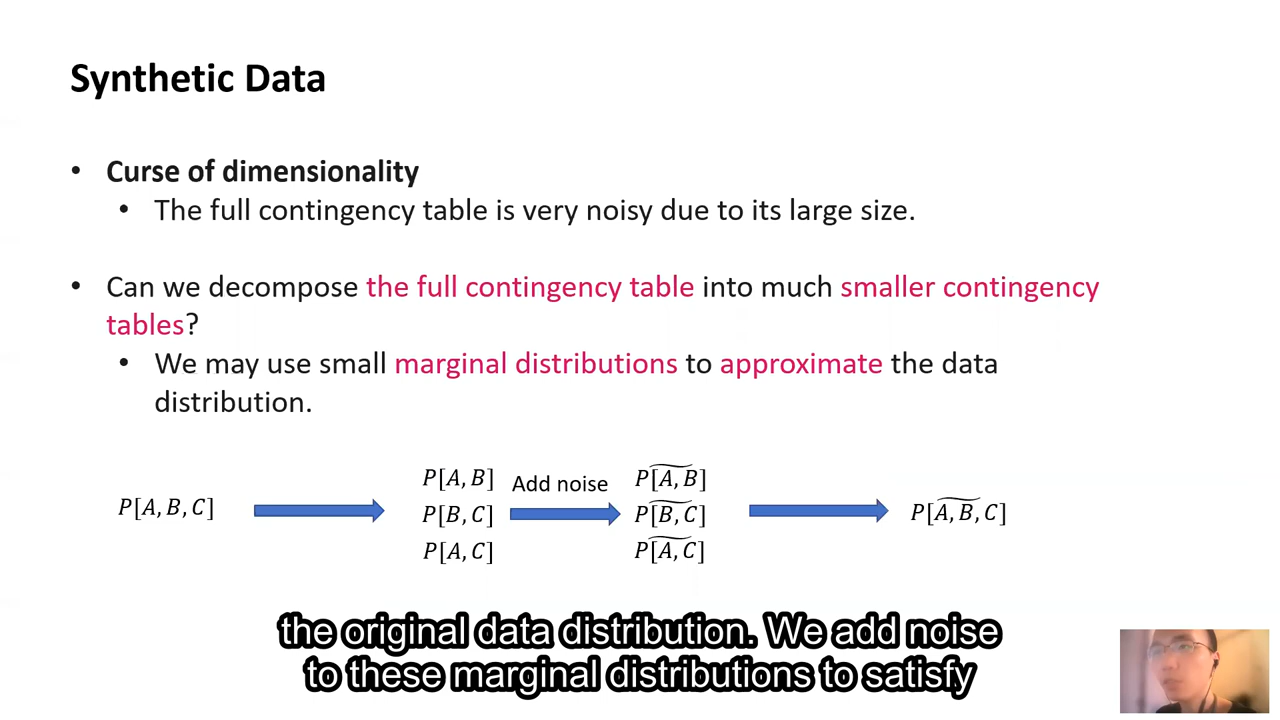 Synthetic Data
• Curse of dimensionality
• The full contingency table is very noisy due to its large size.
• Can we decompose the full contingency table into much smaller contingency
tables?
• We may use small marginal distributions to approximate the data
distribution.
P[A, B, C]
P[A, B]
P[B, C]
P[A, C]
Add noise
P[A͠, B]
P[B͠, C]
P[A͠, C]
P[A͠, B, C]
the original data distribution. We add noise
to these marginal distributions to satisfy